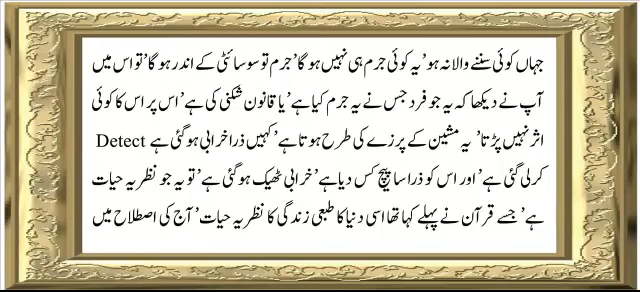 جہاں کوئی سننے والا نہ ہو' یہ کوئی جرم ہی نہیں ہو گا' جرم تو سوسائٹی کے اندر ہو گا' تو اس میں
آپ نے دیکھا کہ یہ جو فرد جس نے یہ جرم کیا ہے' یا قانون شکنی کی ہے' اس پر اس کا کوئی
اثر نہیں پڑتا' یہ مشین کے پرزے کی طرح ہوتا ہے' کہیں ذرا خرابی ہو گئی ہے Detect
کر لی گئی ہے' اور اس کو ذرا سا پیچ کس دیا ہے' خرابی ٹھیک ہو گئی ہے' تو یہ جو نظریہ حیات
ہے' جسے قرآن نے پہلے کہا تھا اسی دنیا کا طبعی زندگی کا نظریہ حیات' آج کی اصطلاح میں